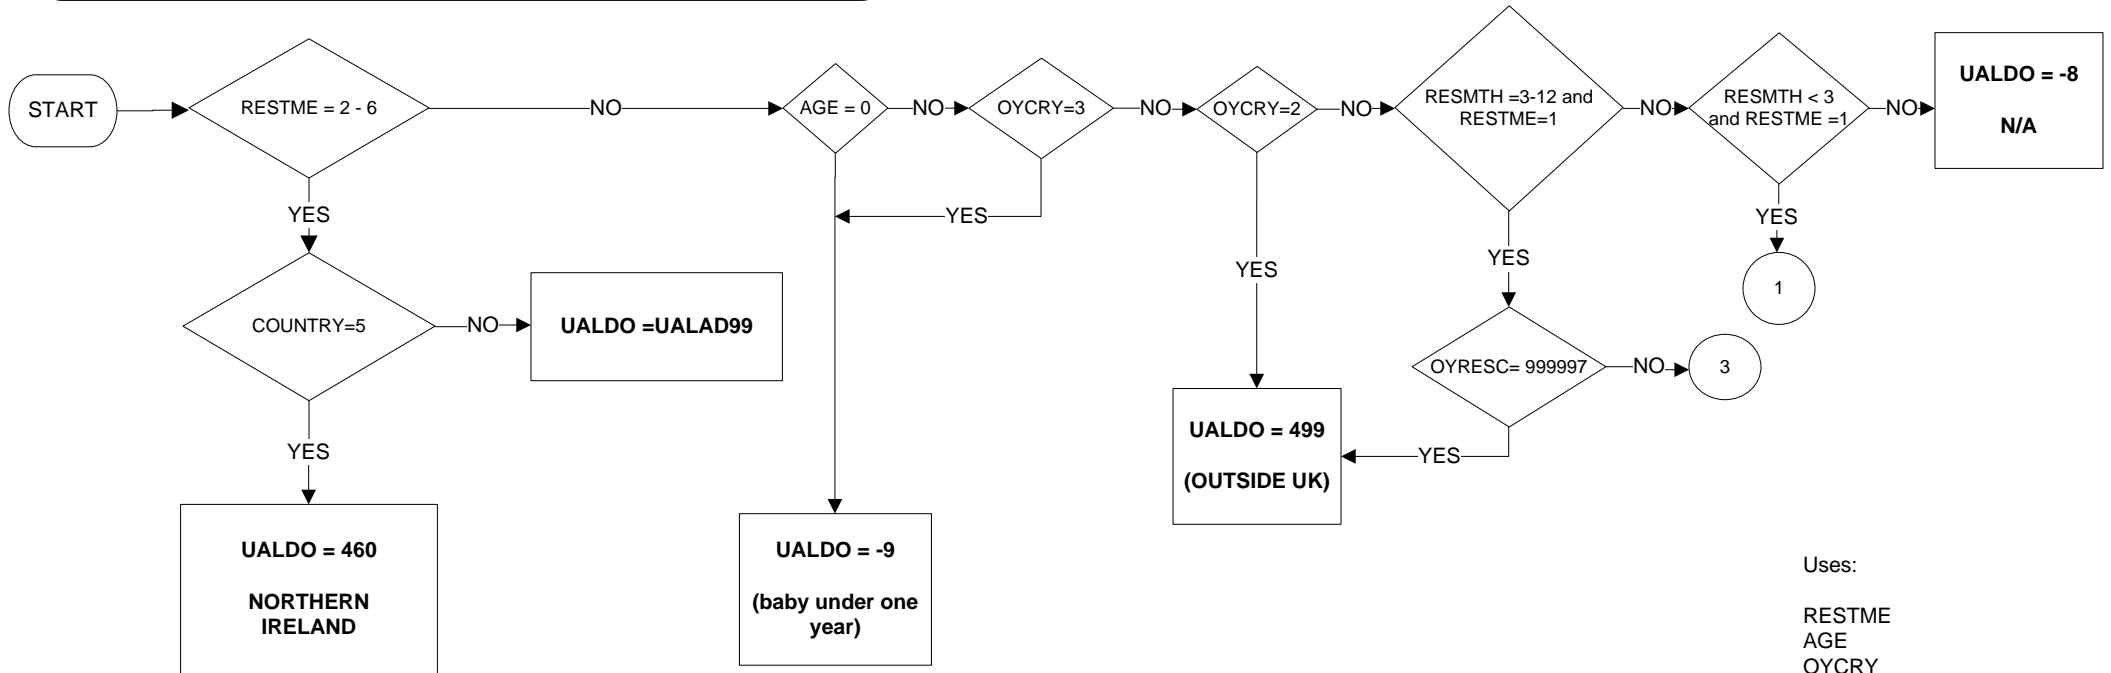 START
RESTME = 2 - 6
NO
AGE = 0
NO
OYCRY=3
NO
OYCRY=2
NO
RESMTH =3-12 and
RESTME=1
NO
RESMTH < 3
and RESTME =1
NO
UALDO = -8
N/A
YES
YES
YES
YES
YES
1
COUNTRY=5
NO
UALDO =UALAD99
OYRESC= 999997
NO
3
YES
YES
UALDO = 460
NORTHERN
IRELAND
UALDO = -9
(baby under one
year)
UALDO = 499
(OUTSIDE UK)
Uses:
RESTME
AGE
OYCRY